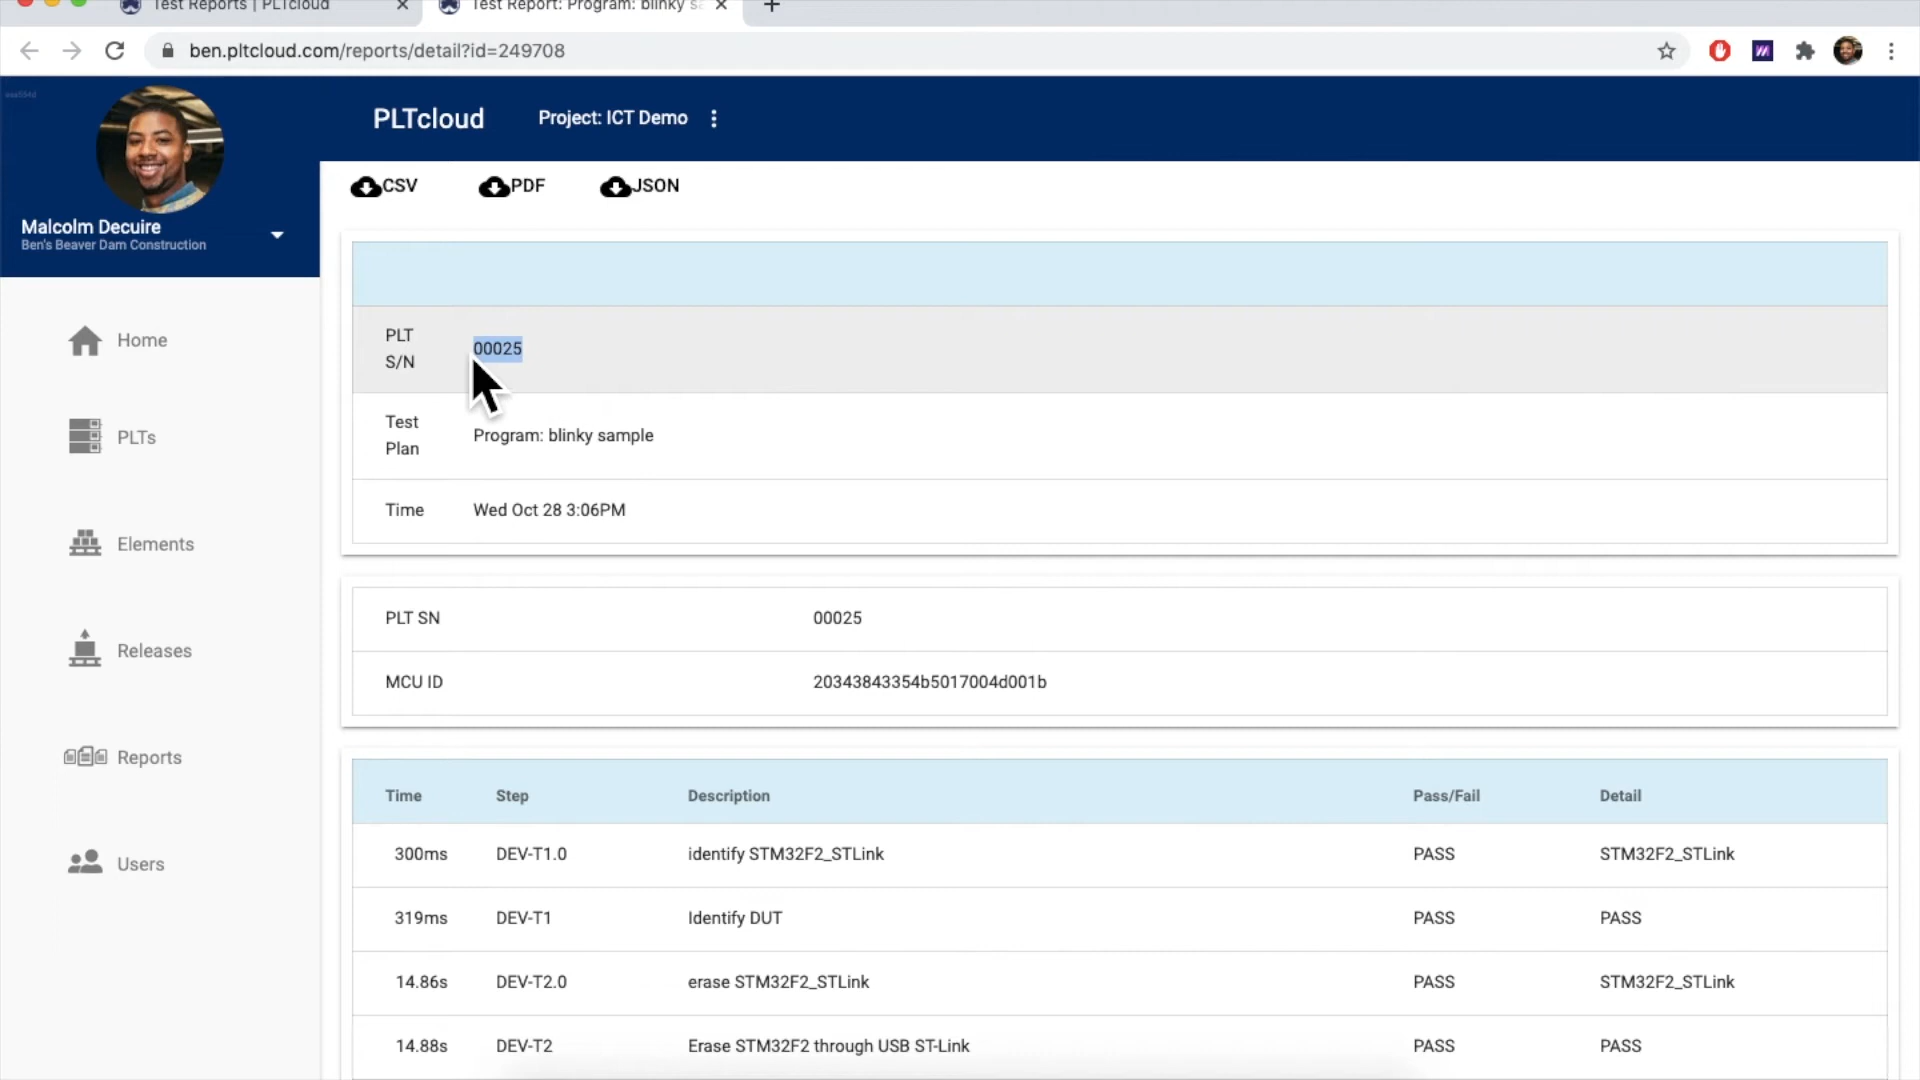 Test Reports | PLTcloud
Test Report: Program: blinky sa
ben.pltcloud.com/reports/detail?id=249708
PLTcloud
Project: ICT Demo
Malcolm Decuire
Ben's Beaver Dam Construction
Home
PLTs
Elements
Releases
Reports
Users
CSV
PDF
JSON
PLT
S/N
00025
Test
Plan
Program: blinky sample
Time
Wed Oct 28 3:06PM
PLT SN 00025
MCU ID 20343843354b5017004d001b
Time Step Description Pass/Fail Detail
300ms DEV-T1.0 identify STM32F2_STLink PASS STM32F2_STLink
319ms DEV-T1 Identify DUT PASS PASS
14.86s DEV-T2.0 erase STM32F2_STLink PASS STM32F2_STLink
14.88s DEV-T2 Erase STM32F2 through USB ST-Link PASS PASS